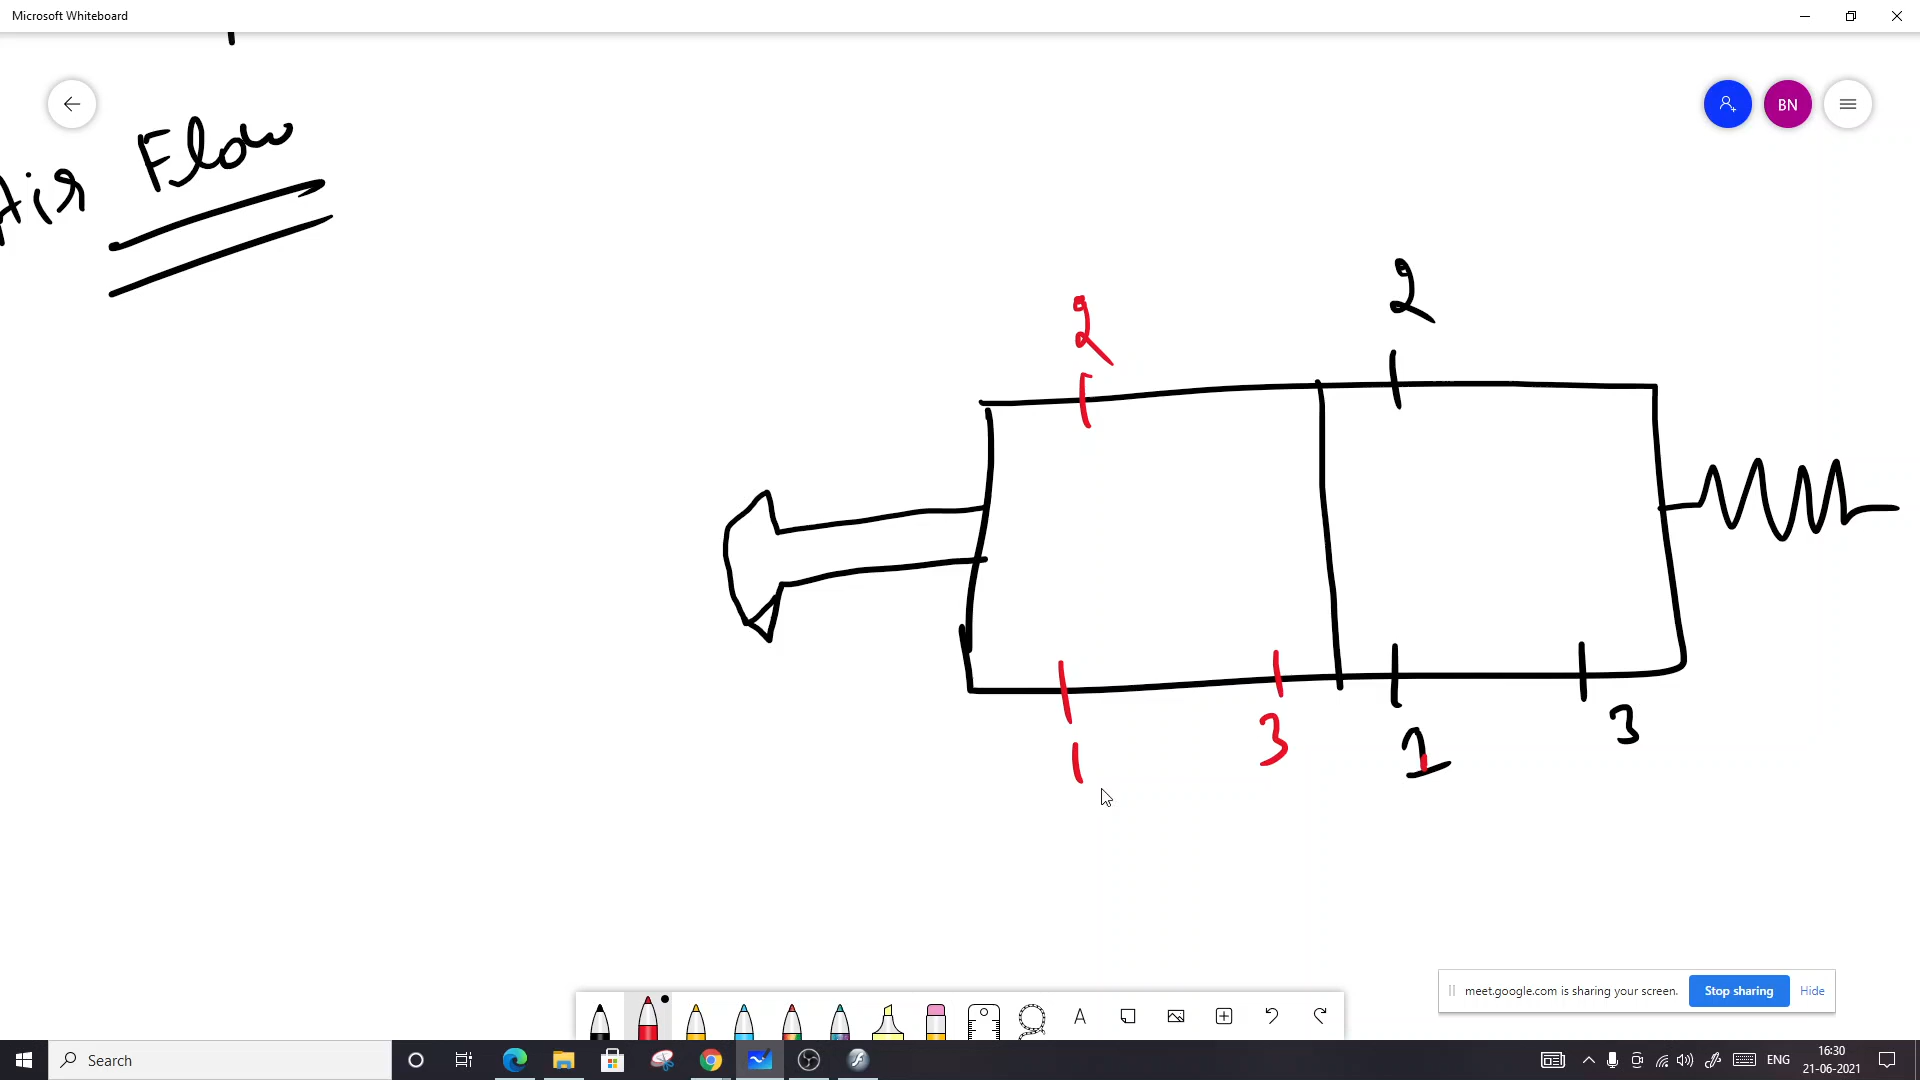 Microsoft Whiteboard
BN
Air Flow
2
2
1
3
1
3
meet.google.com is sharing your screen.
Stop sharing
Hide
A
Search
ENG
16:30
21-06-2021